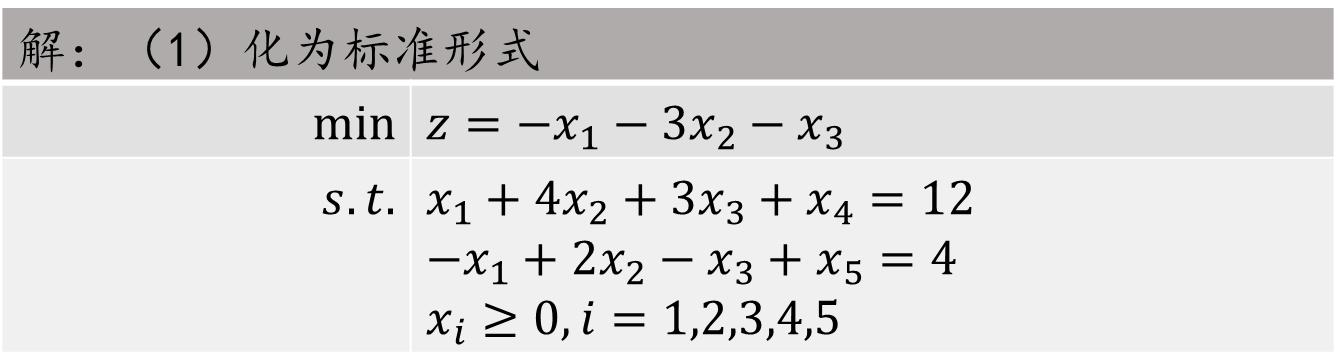 解：（1）化为标准形式
min z = −x₁ − 3x₂ − x₃
s.t. x₁ + 4x₂ + 3x₃ + x₄ = 12
−x₁ + 2x₂ − x₃ + x₅ = 4
xᵢ ≥ 0, i = 1,2,3,4,5